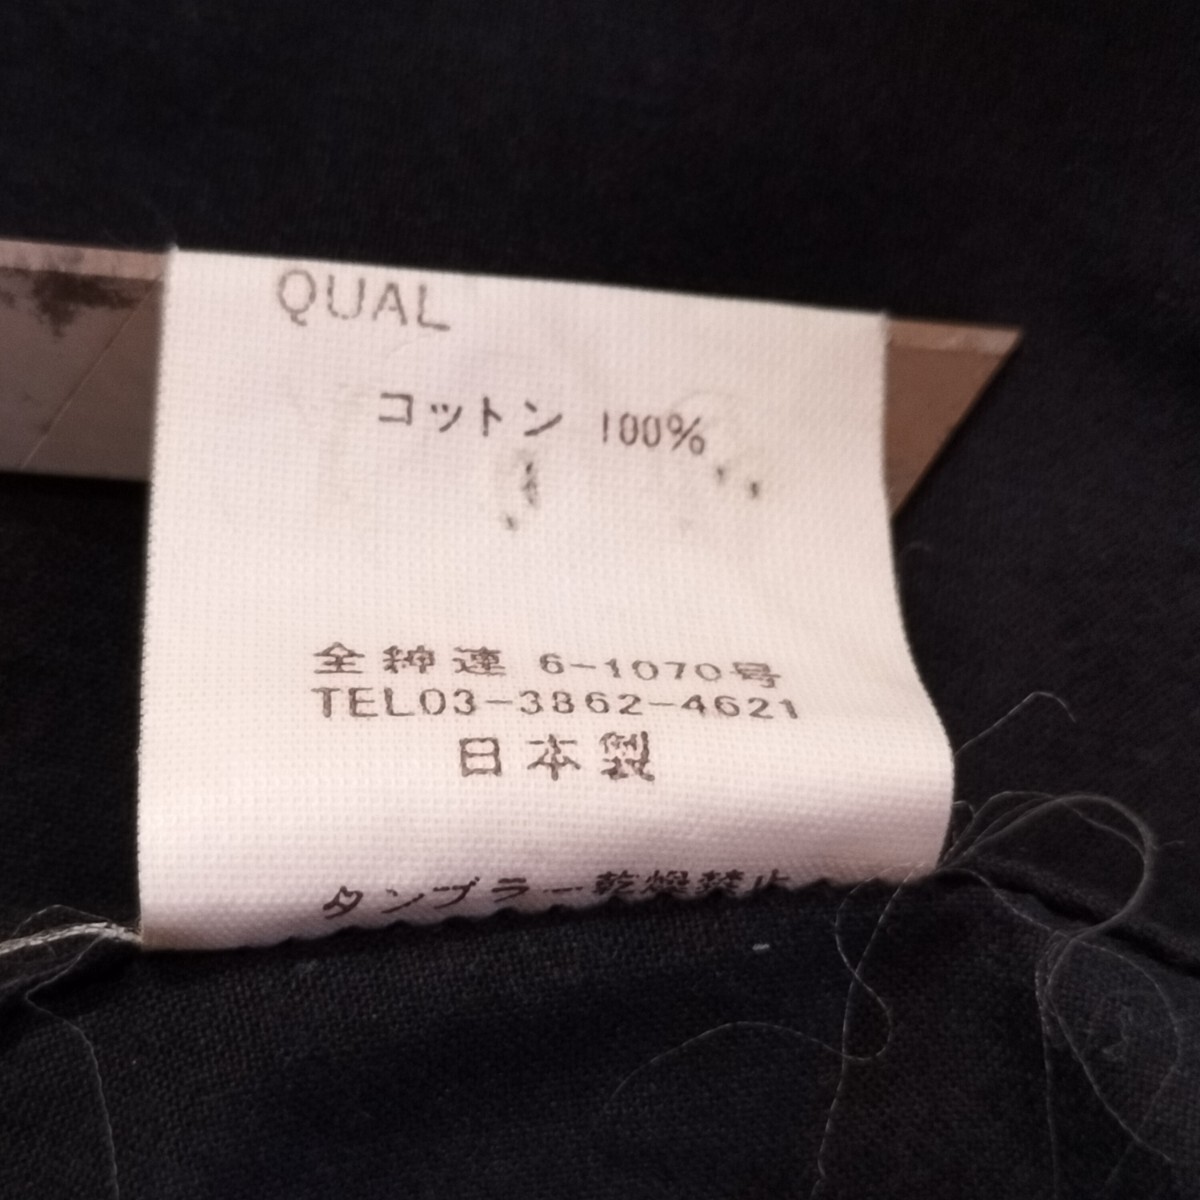 QUAL
コットン 100%
全紳連 6-1070号
TEL03-3862-4621
日本製
タンブラー乾燥禁止